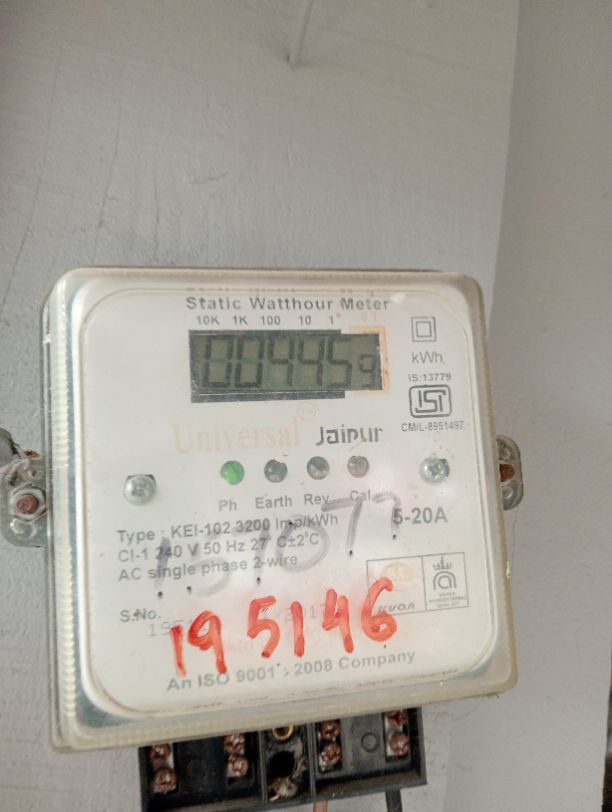 Static Watthour Meter
10K 1K 100 10 1 0.1
004459
kWh
IS:13779
ISI
CM/L-8951497
Universal Jaipur
Ph Earth Rev Cal
5-20A
Type : KEI-102 3200 imp/kWh
Cl-1 240 V 50 Hz 27°C±2°C
AC single phase 2-wire
KVQA
S.No.
195146
An ISO 9001 : 2008 Company